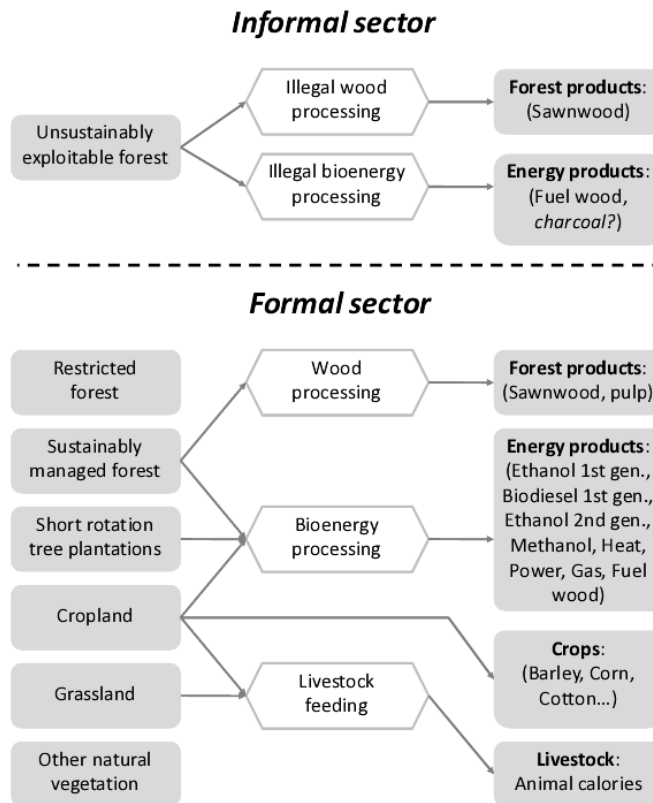 Informal sector
Unsustainably
exploitable forest
Illegal wood
processing
Forest products:
(Sawnwood)
Illegal bioenergy
processing
Energy products:
(Fuel wood,
charcoal?)
Formal sector
Restricted
forest
Wood
processing
Forest products:
(Sawnwood, pulp)
Sustainably
managed forest
Short rotation
tree plantations
Bioenergy
processing
Energy products:
(Ethanol 1st gen.,
Biodiesel 1st gen.,
Ethanol 2nd gen.,
Methanol, Heat,
Power, Gas, Fuel
wood)
Cropland
Crops:
(Barley, Corn,
Cotton…)
Grassland
Livestock
feeding
Other natural
vegetation
Livestock:
Animal calories